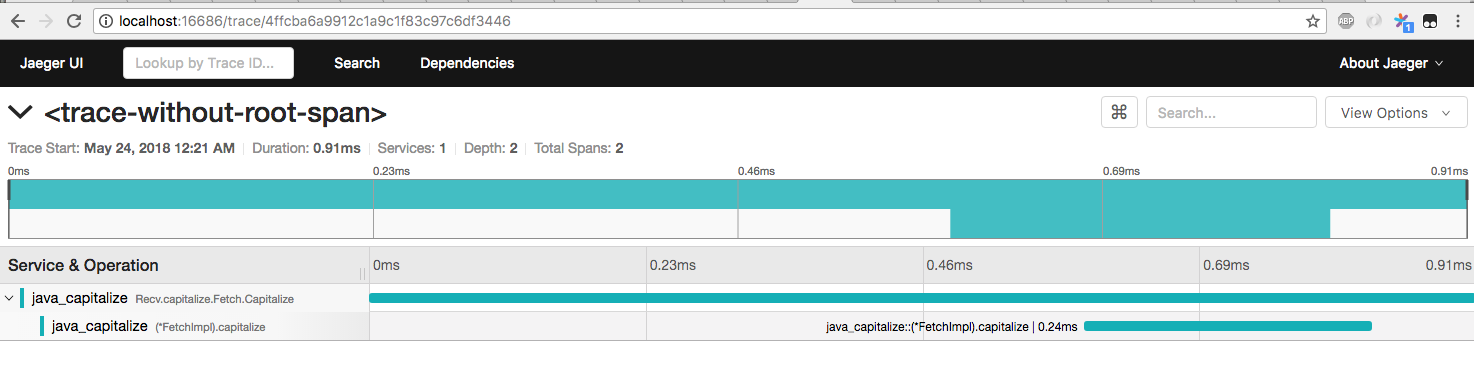 localhost:16686/trace/4ffcba6a9912c1a9c1f83c97c6df3446
ABP
1
Jaeger UI Lookup by Trace ID... Search Dependencies About Jaeger
<trace-without-root-span> ⌘ Search... View Options
Trace Start: May 24, 2018 12:21 AM Duration: 0.91ms Services: 1 Depth: 2 Total Spans: 2
0ms 0.23ms 0.46ms 0.69ms 0.91ms
Service & Operation 0ms 0.23ms 0.46ms 0.69ms 0.91ms
java_capitalize Recv.capitalize.Fetch.Capitalize
java_capitalize (*FetchImpl).capitalize java_capitalize::(*FetchImpl).capitalize | 0.24ms